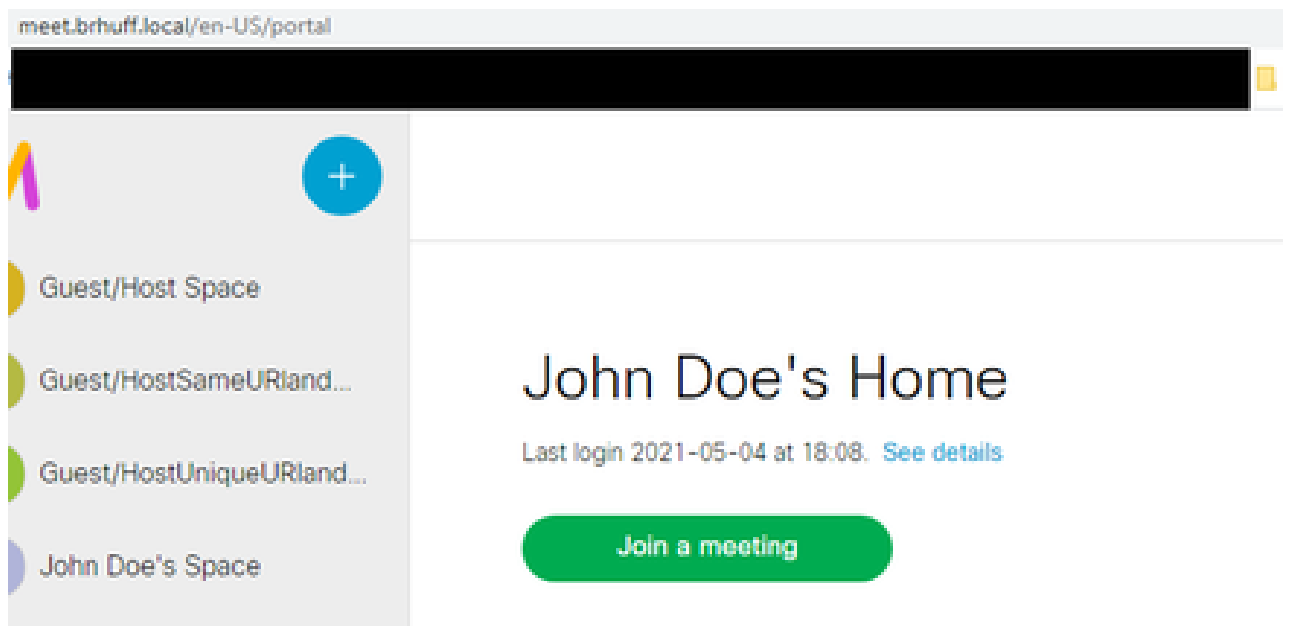 meet.brhuff.local/en-US/portal
+
Guest/Host Space
Guest/HostSameURIand...
Guest/HostUniqueURIand...
John Doe's Space
John Doe's Home
Last login 2021-05-04 at 18:08. See details
Join a meeting